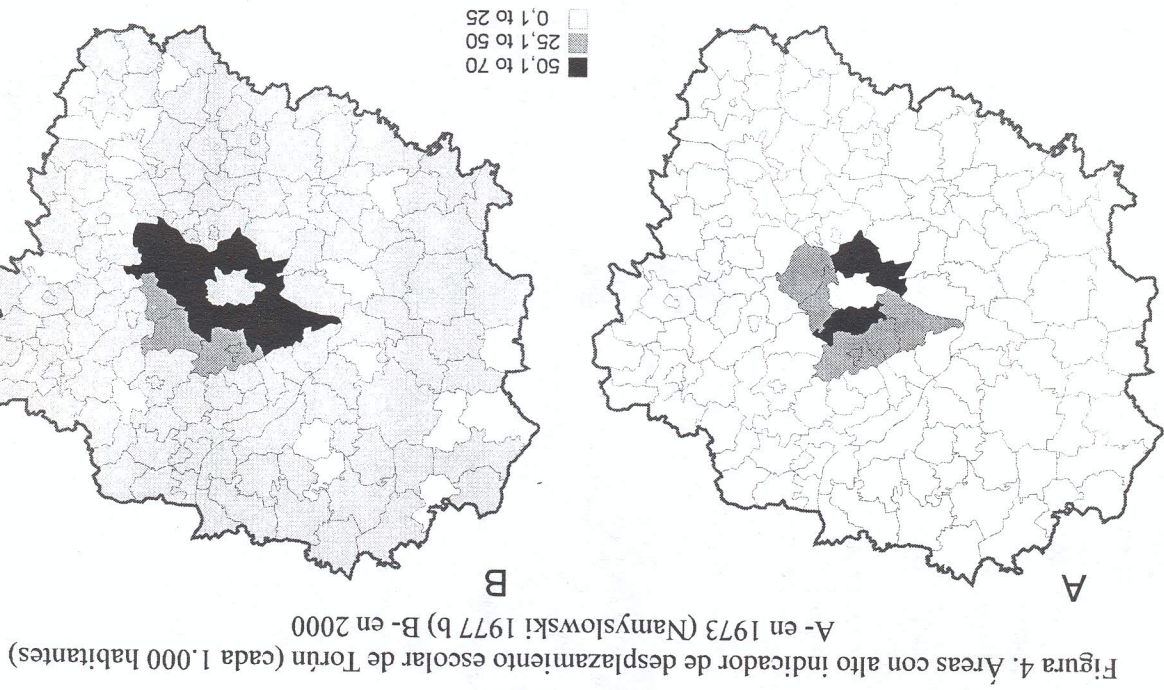 Figura 4. Áreas con alto indicador de desplazamiento escolar de Torún (cada 1.000 habitantes)
A- en 1973 (Namyslowski 1977 b) B- en 2000
A
B
50,1 to 70
25,1 to 50
0,1 to 25